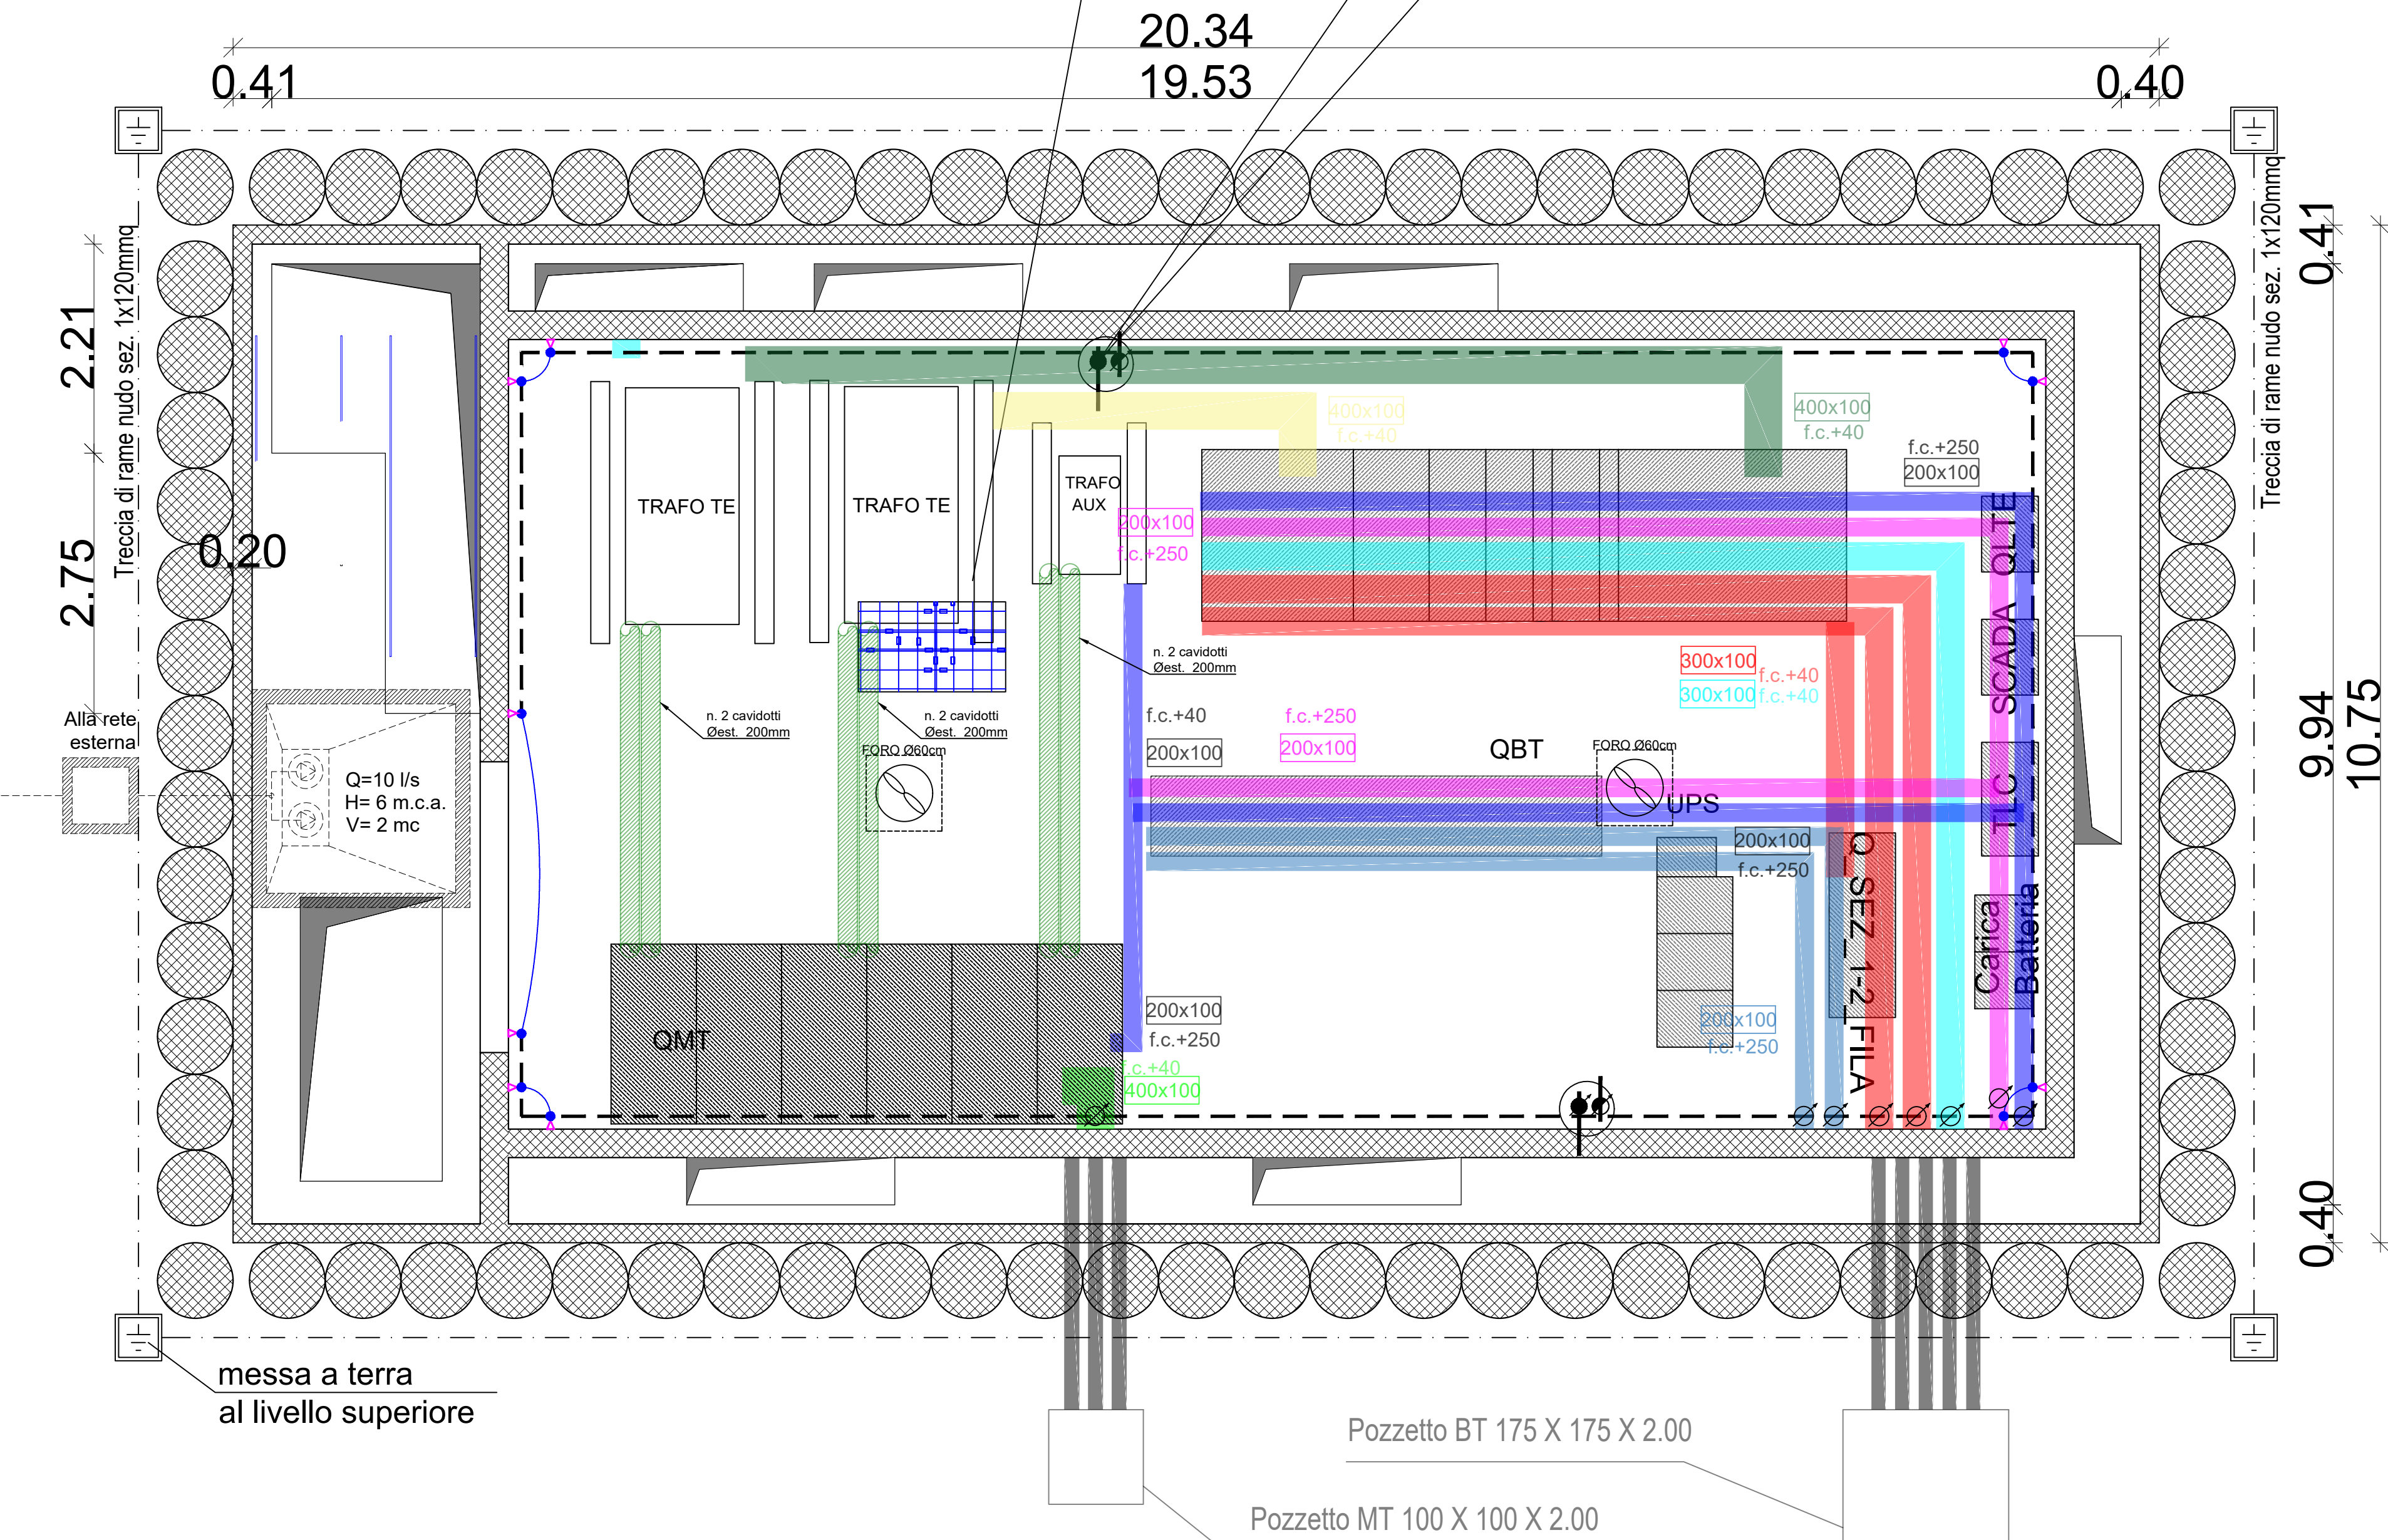 20.34
0.41
19.53
0.40
Treccia di rame nudo sez. 1x120mmq
Treccia di rame nudo sez. 1x120mmq
0.41
2.21
2.75
0.20
9.94
10.75
0.40
400x100
f.c.+40
400x100
f.c.+40
f.c.+250
200x100
TRAFO TE
TRAFO TE
TRAFO
AUX
200x100
f.c.+250
QLTE
SCADA
TLC
n. 2 cavidotti
Øest. 200mm
300x100
f.c.+40
300x100
f.c.+40
n. 2 cavidotti
Øest. 200mm
n. 2 cavidotti
Øest. 200mm
f.c.+40
200x100
f.c.+250
200x100
QBT
FORO Ø60cm
FORO Ø60cm
UPS
Alla rete
esterna
Q=10 l/s
H= 6 m.c.a.
V= 2 mc
200x100
f.c.+250
Q_SEZ_1-2_FILA
Carica
Batteria
QMT
200x100
f.c.+250
f.c.+40
400x100
200x100
f.c.+250
messa a terra
al livello superiore
Pozzetto BT 175 X 175 X 2.00
Pozzetto MT 100 X 100 X 2.00